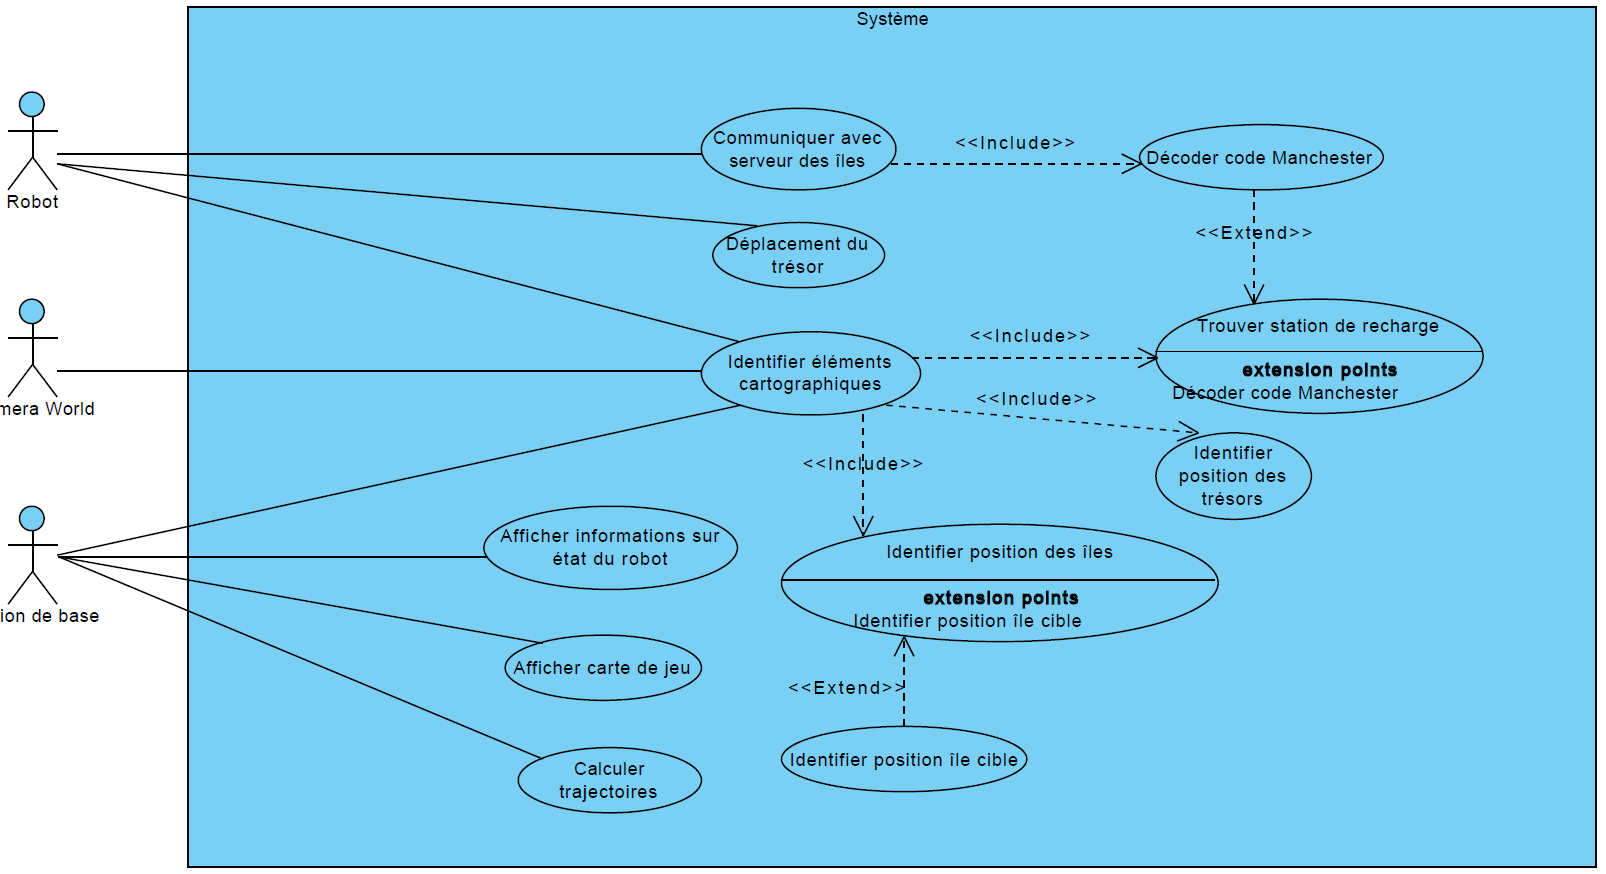 Système
Communiquer avec
serveur des îles
<<Include>>
Décoder code Manchester
Robot
<<Extend>>
Déplacement du
trésor
Trouver station de recharge
extension points
Décoder code Manchester
<<Include>>
Identifier éléments
cartographiques
mera World
<<Include>>
<<Include>>
Identifier
position des
trésors
Afficher informations sur
état du robot
Identifier position des îles
extension points
Identifier position île cible
ion de base
Afficher carte de jeu
<<Extend>>
Identifier position île cible
Calculer
trajectoires